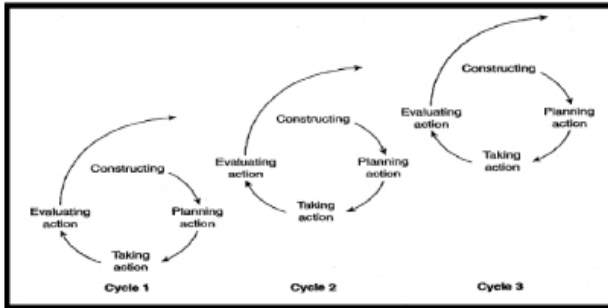 Constructing
Planning
action
Taking
action
Evaluating
action
Cycle 1
Constructing
Planning
action
Taking
action
Evaluating
action
Cycle 2
Constructing
Planning
action
Taking
action
Evaluating
action
Cycle 3